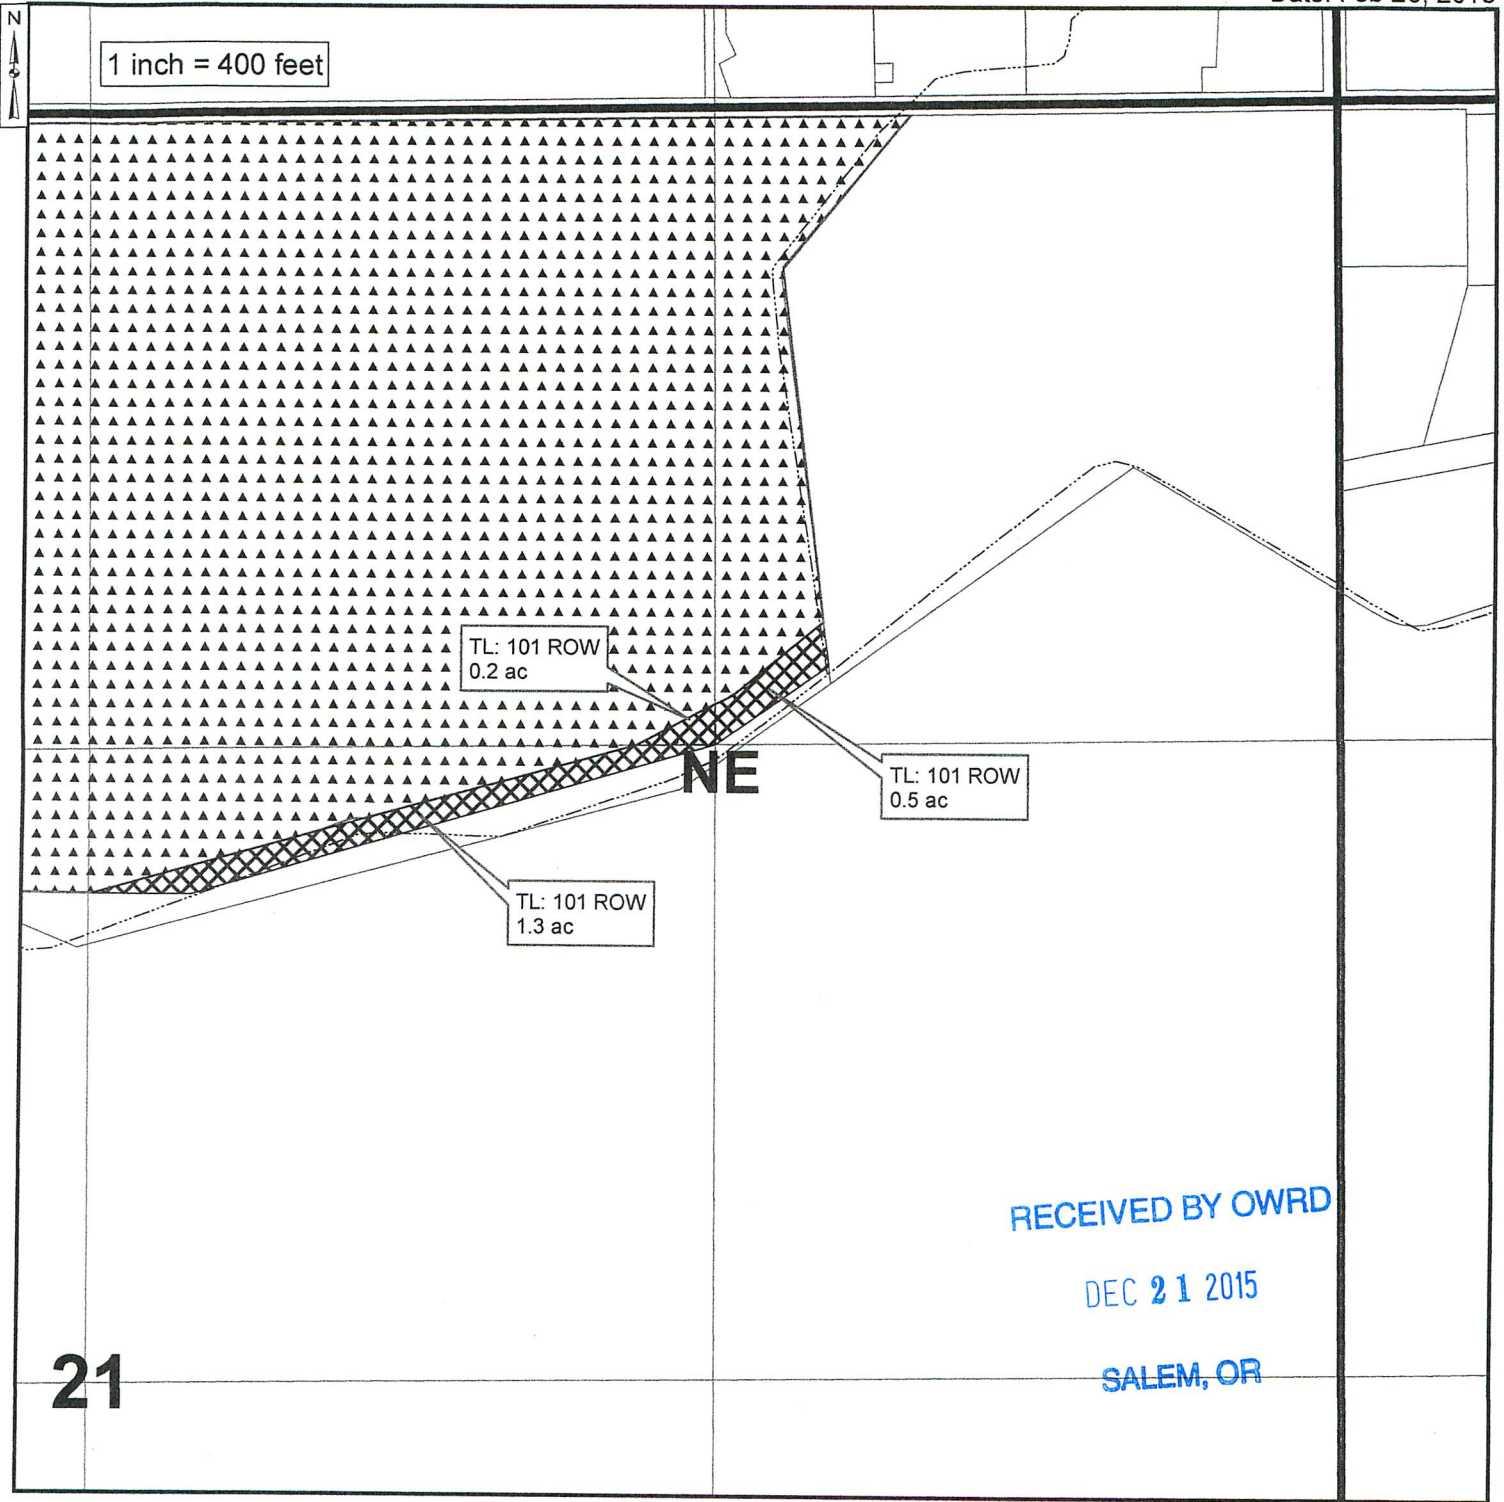 N
1 inch = 400 feet
TL: 101 ROW
0.2 ac
NE
TL: 101 ROW
0.5 ac
TL: 101 ROW
1.3 ac
RECEIVED BY OWRD
DEC 21 2015
21
SALEM, OR